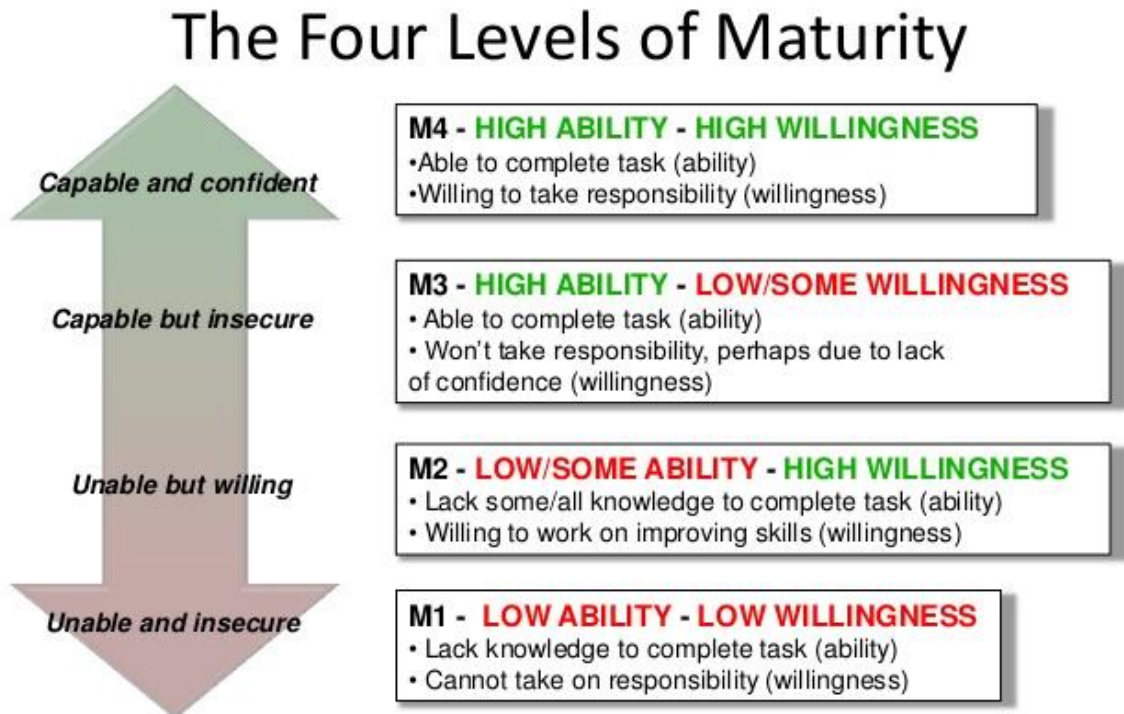 The Four Levels of Maturity
Capable and confident
M4 - HIGH ABILITY - HIGH WILLINGNESS
•Able to complete task (ability)
•Willing to take responsibility (willingness)
Capable but insecure
M3 - HIGH ABILITY - LOW/SOME WILLINGNESS
• Able to complete task (ability)
• Won't take responsibility, perhaps due to lack
of confidence (willingness)
Unable but willing
M2 - LOW/SOME ABILITY - HIGH WILLINGNESS
• Lack some/all knowledge to complete task (ability)
• Willing to work on improving skills (willingness)
Unable and insecure
M1 - LOW ABILITY - LOW WILLINGNESS
• Lack knowledge to complete task (ability)
• Cannot take on responsibility (willingness)